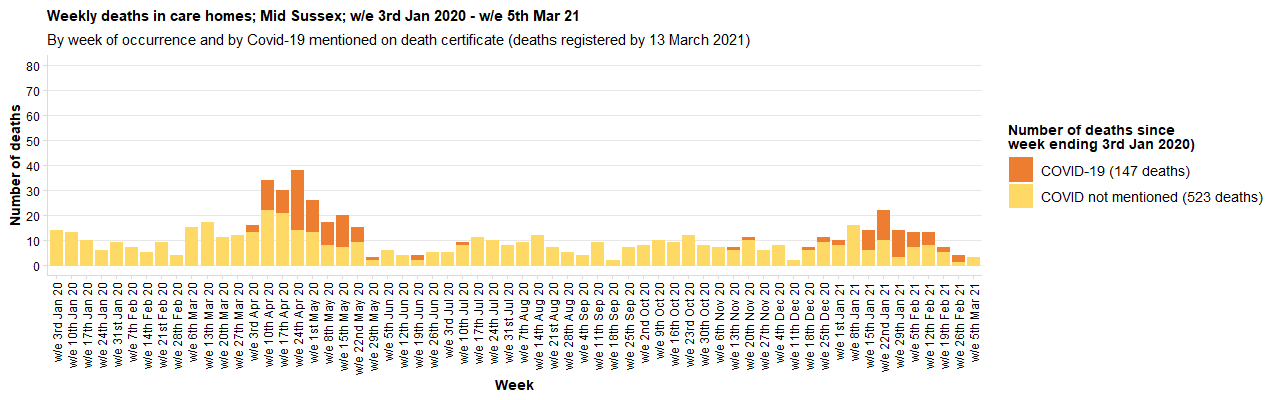 Weekly deaths in care homes; Mid Sussex; w/e 3rd Jan 2020 - w/e 5th Mar 21
By week of occurrence and by Covid-19 mentioned on death certificate (deaths registered by 13 March 2021)
Number of deaths
80
70
60
50
40
30
20
10
0
w/e 3rd Jan 20
w/e 10th Jan 20
w/e 17th Jan 20
w/e 24th Jan 20
w/e 31st Jan 20
w/e 7th Feb 20
w/e 14th Feb 20
w/e 21st Feb 20
w/e 28th Feb 20
w/e 6th Mar 20
w/e 13th Mar 20
w/e 20th Mar 20
w/e 27th Mar 20
w/e 3rd Apr 20
w/e 10th Apr 20
w/e 17th Apr 20
w/e 24th Apr 20
w/e 1st May 20
w/e 8th May 20
w/e 15th May 20
w/e 22nd May 20
w/e 29th May 20
w/e 5th Jun 20
w/e 12th Jun 20
w/e 19th Jun 20
w/e 26th Jun 20
w/e 3rd Jul 20
w/e 10th Jul 20
w/e 17th Jul 20
w/e 24th Jul 20
w/e 31st Jul 20
w/e 7th Aug 20
w/e 14th Aug 20
w/e 21st Aug 20
w/e 28th Aug 20
w/e 4th Sep 20
w/e 11th Sep 20
w/e 18th Sep 20
w/e 25th Sep 20
w/e 2nd Oct 20
w/e 9th Oct 20
w/e 16th Oct 20
w/e 23rd Oct 20
w/e 30th Oct 20
w/e 6th Nov 20
w/e 13th Nov 20
w/e 20th Nov 20
w/e 27th Nov 20
w/e 4th Dec 20
w/e 11th Dec 20
w/e 18th Dec 20
w/e 25th Dec 20
w/e 1st Jan 21
w/e 8th Jan 21
w/e 15th Jan 21
w/e 22nd Jan 21
w/e 29th Jan 21
w/e 5th Feb 21
w/e 12th Feb 21
w/e 19th Feb 21
w/e 26th Feb 21
w/e 5th Mar 21
Week
Number of deaths since
week ending 3rd Jan 2020)
COVID-19 (147 deaths)
COVID not mentioned (523 deaths)